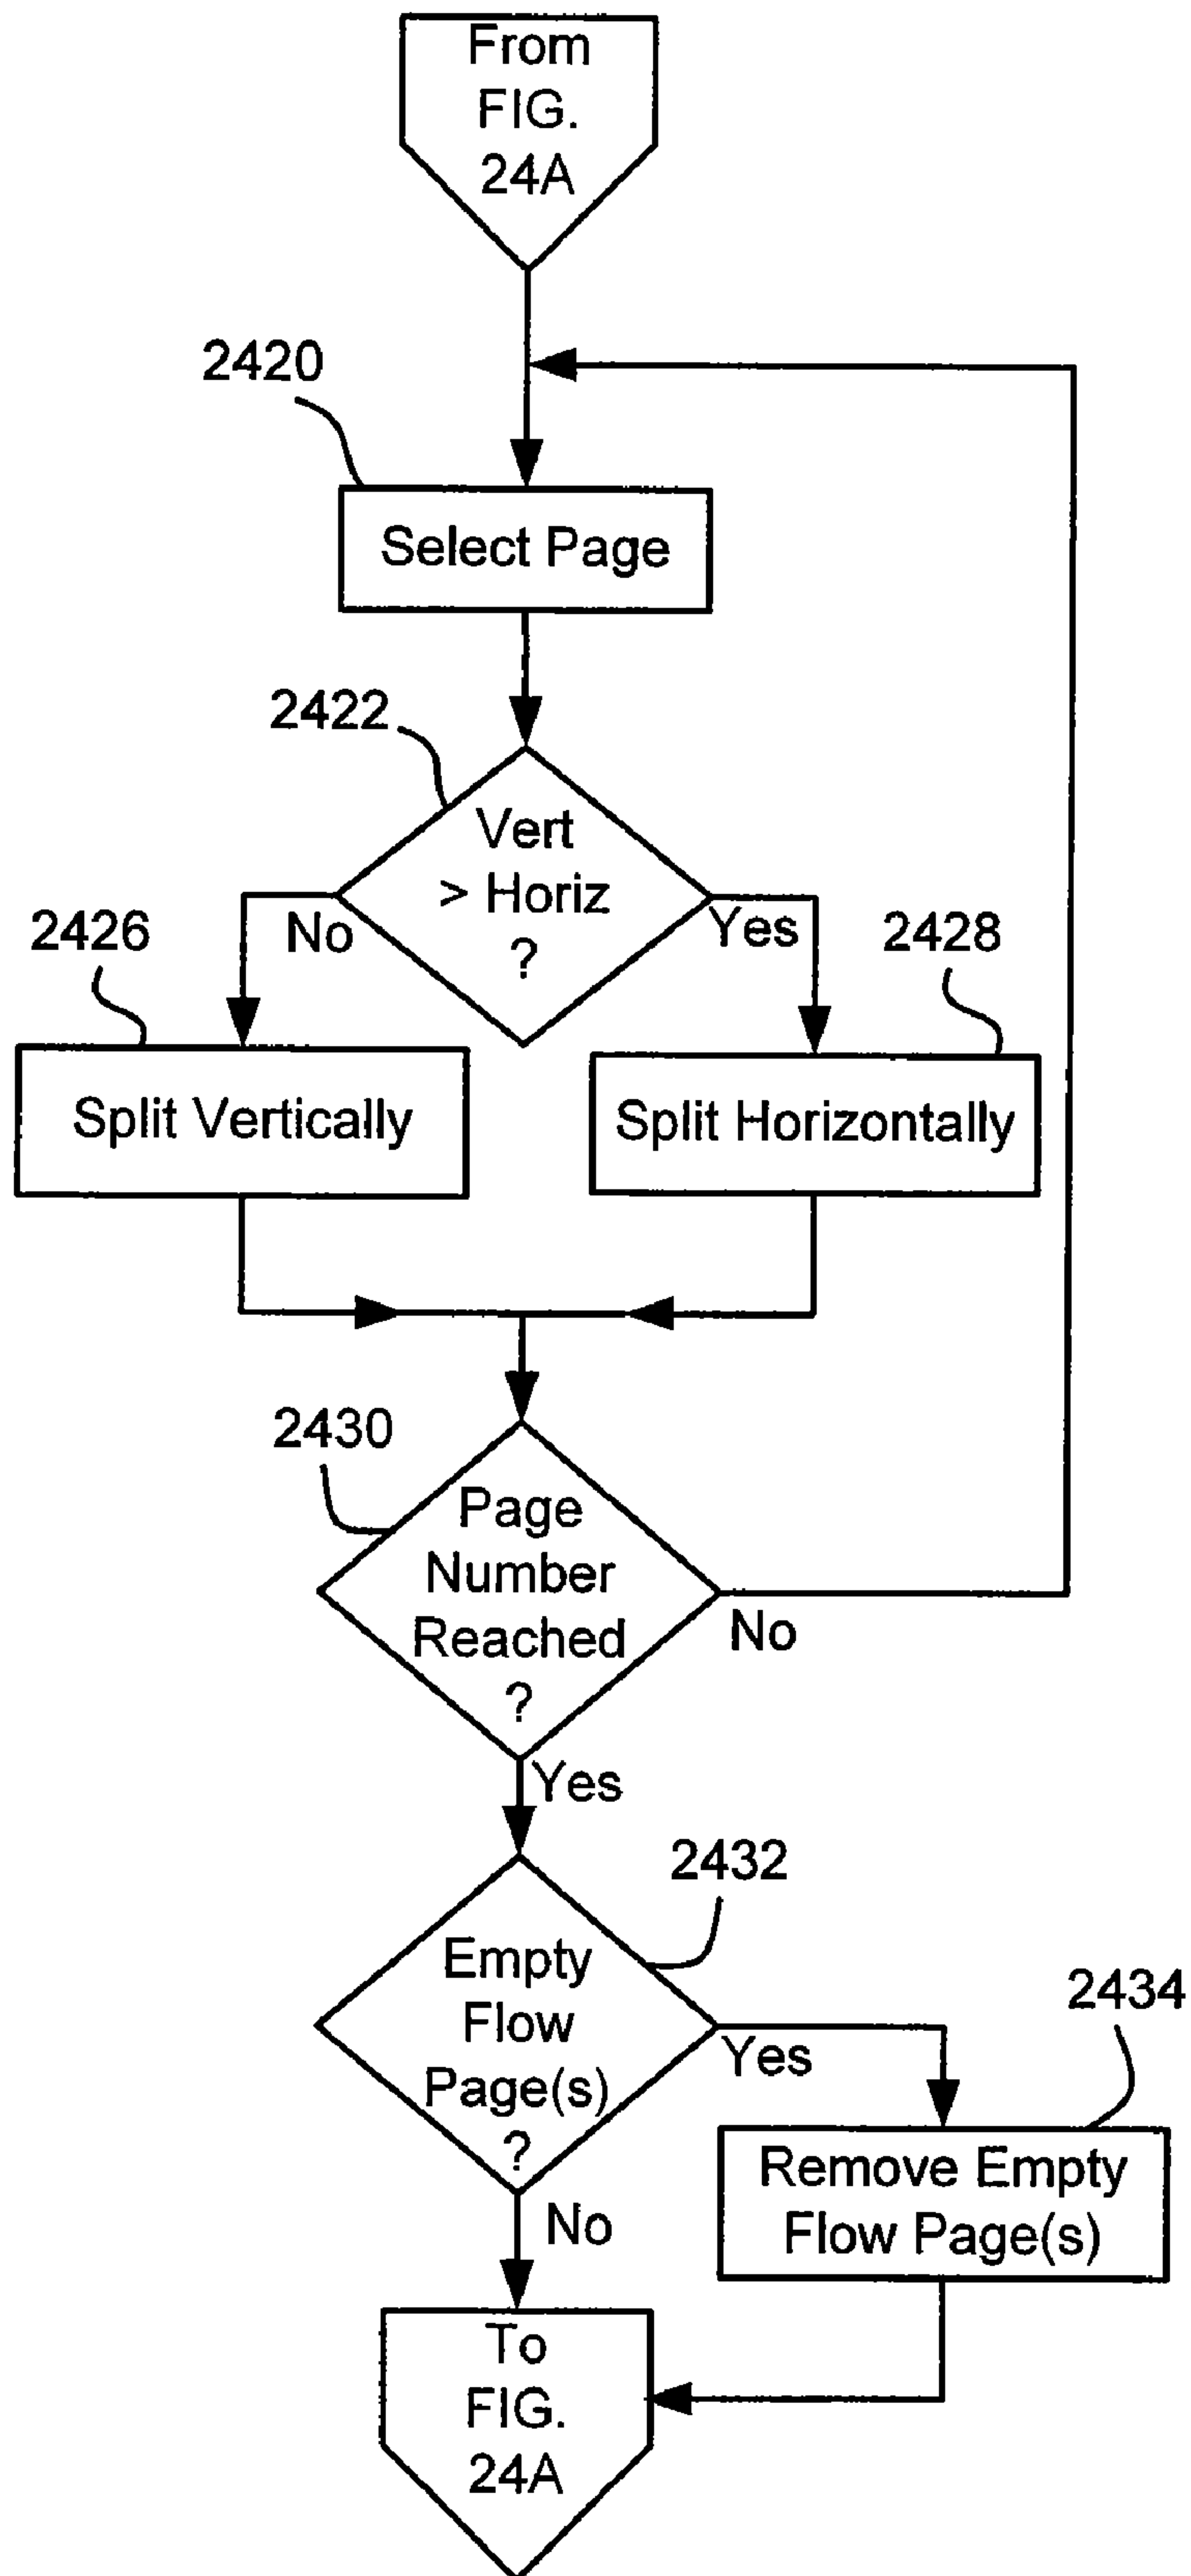 From
FIG.
24A
2420
Select Page
2422
Vert
> Horiz
?
No
Yes
2426
2428
Split Vertically
Split Horizontally
2430
Page
Number
Reached
?
No
Yes
2432
Empty
Flow
Page(s)
?
Yes
2434
Remove Empty
Flow Page(s)
No
To
FIG.
24A